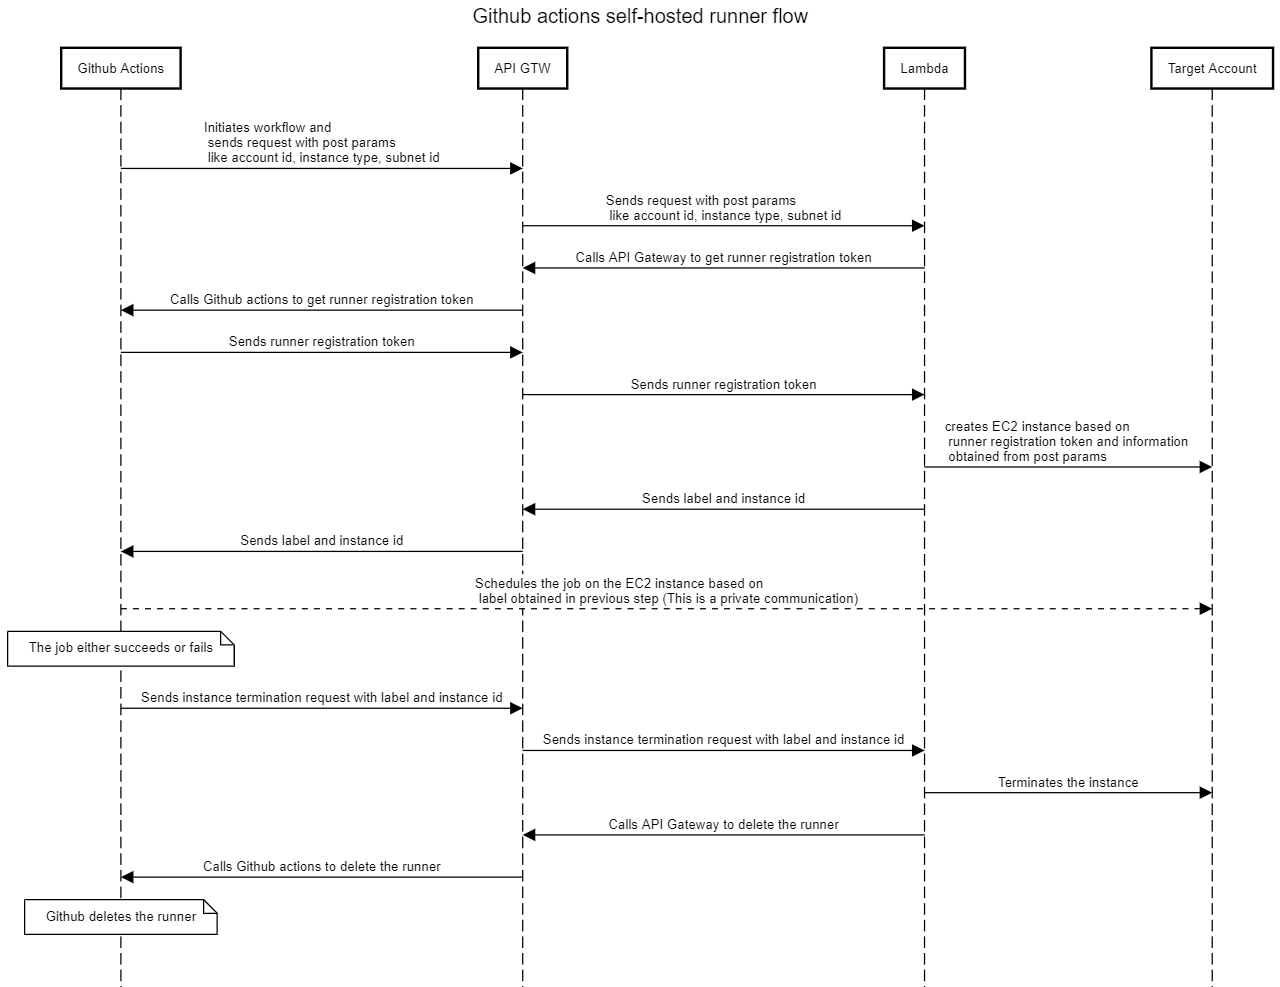 Github actions self-hosted runner flow
Github Actions
API GTW
Lambda
Target Account
Initiates workflow and
sends request with post params
like account id, instance type, subnet id
Sends request with post params
like account id, instance type, subnet id
Calls API Gateway to get runner registration token
Calls Github actions to get runner registration token
Sends runner registration token
Sends runner registration token
creates EC2 instance based on
runner registration token and information
obtained from post params
Sends label and instance id
Sends label and instance id
Schedules the job on the EC2 instance based on
label obtained in previous step (This is a private communication)
The job either succeeds or fails
Sends instance termination request with label and instance id
Sends instance termination request with label and instance id
Terminates the instance
Calls API Gateway to delete the runner
Calls Github actions to delete the runner
Github deletes the runner